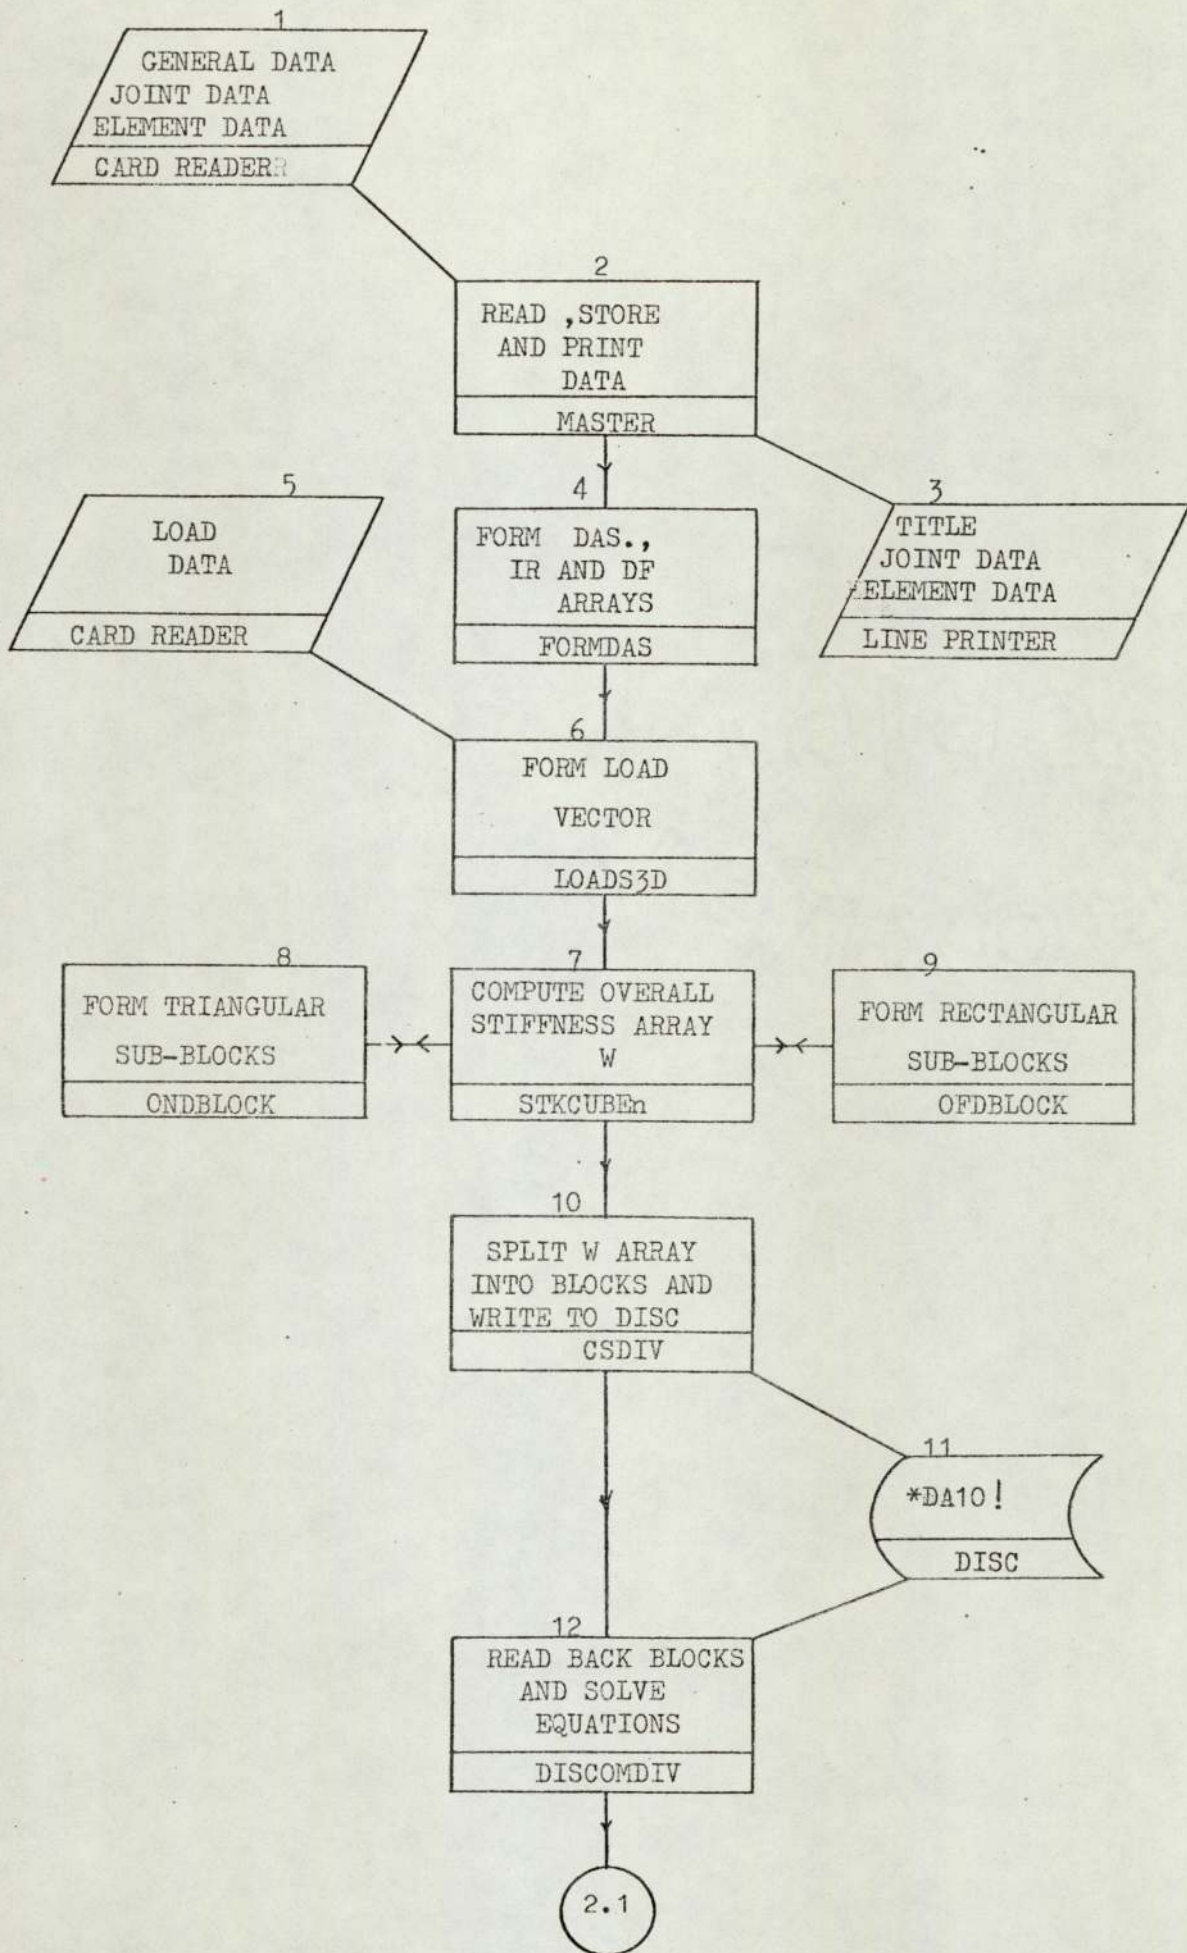 1
GENERAL DATA
JOINT DATA
ELEMENT DATA
CARD READER
2
READ ,STORE
AND PRINT
DATA
MASTER
3
TITLE
JOINT DATA
ELEMENT DATA
LINE PRINTER
4
FORM DAS.,
IR AND DF
ARRAYS
FORMDAS
5
LOAD
DATA
CARD READER
6
FORM LOAD
VECTOR
LOADS3D
7
COMPUTE OVERALL
STIFFNESS ARRAY
W
STKCUBEn
8
FORM TRIANGULAR
SUB-BLOCKS
ONDBLOCK
9
FORM RECTANGULAR
SUB-BLOCKS
OFDBLOCK
10
SPLIT W ARRAY
INTO BLOCKS AND
WRITE TO DISC
CSDIV
11
*DA10!
DISC
12
READ BACK BLOCKS
AND SOLVE
EQUATIONS
DISCOMDIV
2.1